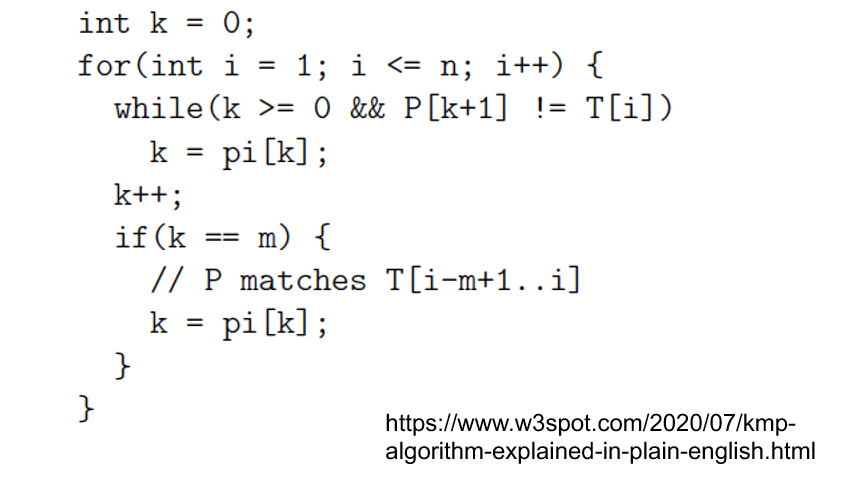 int k = 0;
for(int i = 1; i <= n; i++) {
  while(k >= 0 && P[k+1] != T[i])
    k = pi[k];
  k++;
  if(k == m) {
    // P matches T[i-m+1..i]
    k = pi[k];
  }
}
https://www.w3spot.com/2020/07/kmp-
algorithm-explained-in-plain-english.html